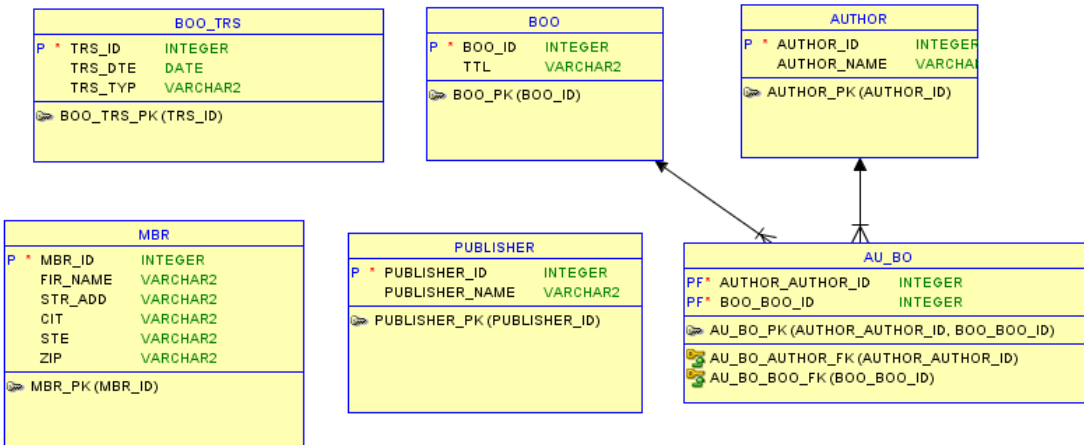 BOO_TRS
P * TRS_ID INTEGER
TRS_DTE DATE
TRS_TYP VARCHAR2
BOO_TRS_PK (TRS_ID)
BOO
P * BOO_ID INTEGER
TTL VARCHAR2
BOO_PK (BOO_ID)
AUTHOR
P * AUTHOR_ID INTEGER
AUTHOR_NAME VARCHA
AUTHOR_PK (AUTHOR_ID)
MBR
P * MBR_ID INTEGER
FIR_NAME VARCHAR2
STR_ADD VARCHAR2
CIT VARCHAR2
STE VARCHAR2
ZIP VARCHAR2
MBR_PK (MBR_ID)
PUBLISHER
P * PUBLISHER_ID INTEGER
PUBLISHER_NAME VARCHAR2
PUBLISHER_PK (PUBLISHER_ID)
AU_BO
PF* AUTHOR_AUTHOR_ID INTEGER
PF* BOO_BOO_ID INTEGER
AU_BO_PK (AUTHOR_AUTHOR_ID, BOO_BOO_ID)
AU_BO_AUTHOR_FK (AUTHOR_AUTHOR_ID)
AU_BO_BOO_FK (BOO_BOO_ID)